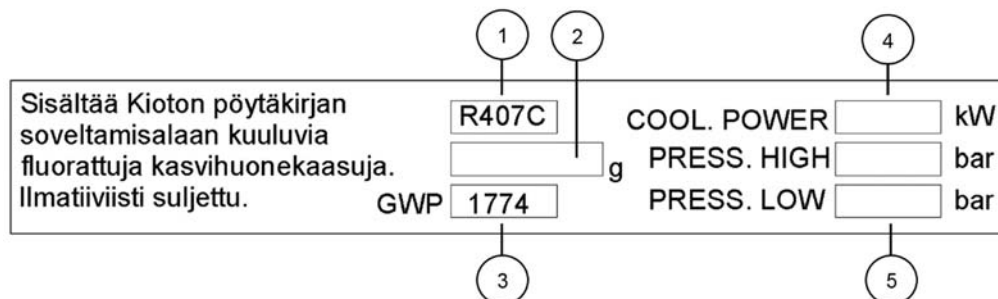 1 2 4
Sisältää Kioton pöytäkirjan
soveltamisalaan kuuluvia
fluorattuja kasvihuonekaasuja.
Ilmatiiviisti suljettu.
R407C
g
GWP 1774
COOL. POWER kW
PRESS. HIGH bar
PRESS. LOW bar
3 5